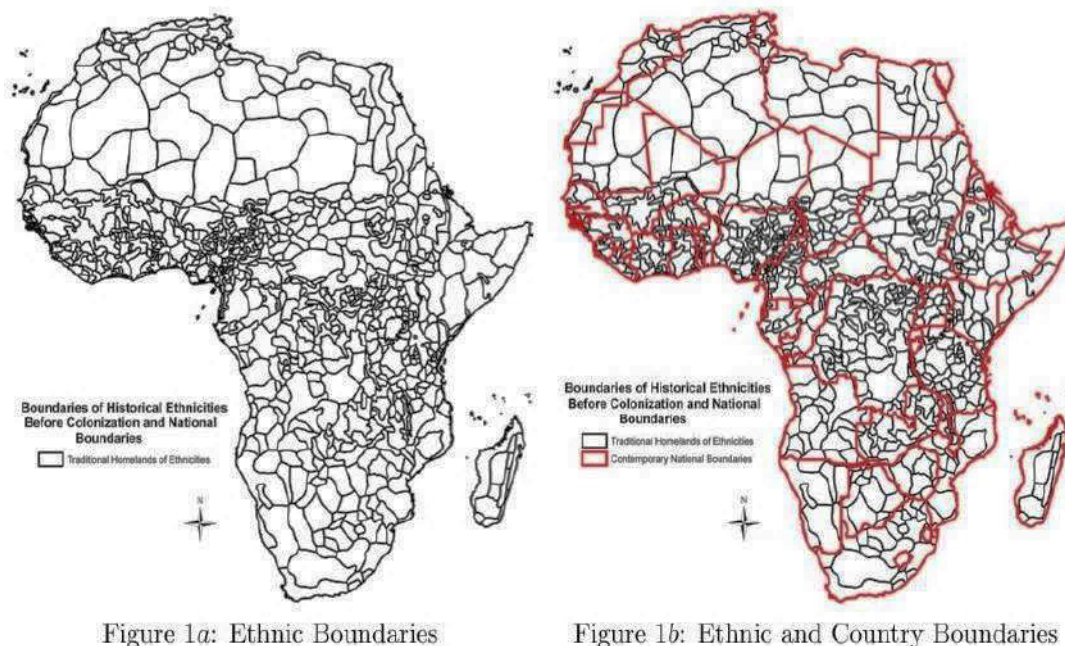 Boundaries of Historical Ethnicities
Before Colonization and National
Boundaries
Traditional Homelands of Ethnicities
N
Figure 1a: Ethnic Boundaries
Boundaries of Historical Ethnicities
Before Colonization and National
Boundaries
Traditional Homelands of Ethnicities
Contemporary National Boundaries
N
Figure 1b: Ethnic and Country Boundaries